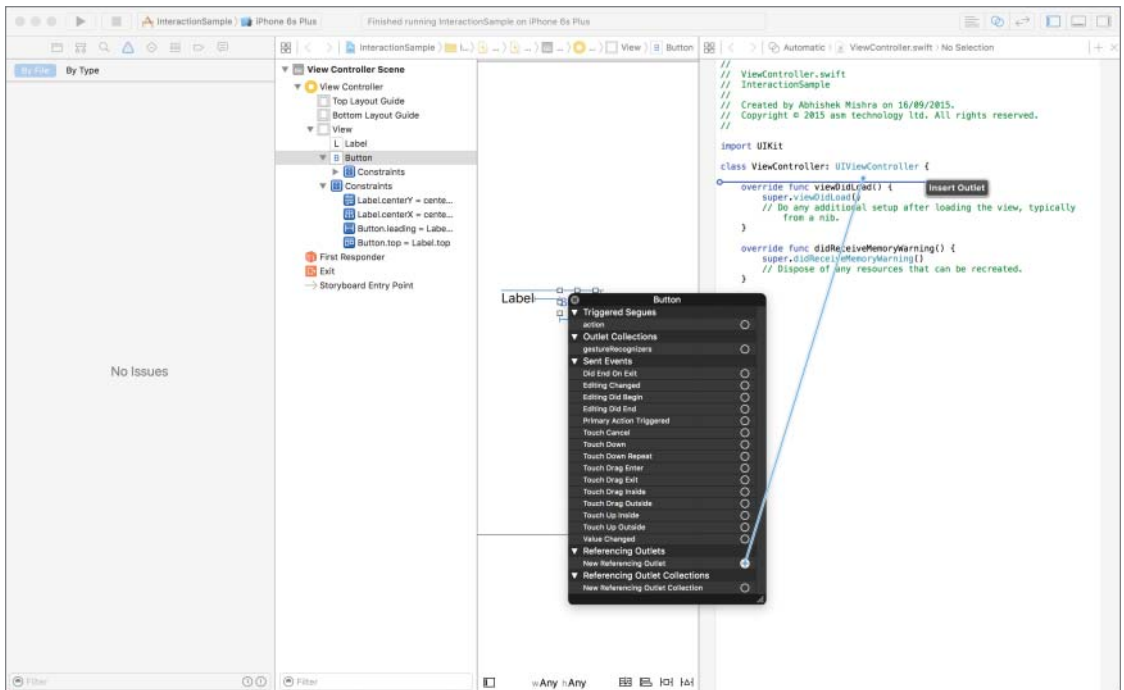 InteractionSample
iPhone 6s Plus
Finished running InteractionSample on iPhone 6s Plus
InteractionSample
View
B Button
Automatic
ViewController.swift
No Selection
By File
By Type
No Issues
Filter
View Controller Scene
View Controller
Top Layout Guide
Bottom Layout Guide
View
L Label
B Button
Constraints
Constraints
Label.centerY = cente...
Label.centerX = cente...
Button.leading = Labe...
Button.top = Label.top
First Responder
Exit
Storyboard Entry Point
Filter
Label
Button
Triggered Segues
action
Outlet Collections
gestureRecognizers
Sent Events
Did End On Exit
Editing Changed
Editing Did Begin
Editing Did End
Primary Action Triggered
Touch Cancel
Touch Down
Touch Down Repeat
Touch Drag Enter
Touch Drag Exit
Touch Drag Inside
Touch Drag Outside
Touch Up Inside
Touch Up Outside
Value Changed
Referencing Outlets
New Referencing Outlet
Referencing Outlet Collections
New Referencing Outlet Collection
wAny hAny
//
// ViewController.swift
// InteractionSample
//
// Created by Abhishek Mishra on 16/09/2015.
// Copyright © 2015 asm technology ltd. All rights reserved.
//
import UIKit
class ViewController: UIViewController {
Insert Outlet
override func viewDidLoad() {
super.viewDidLoad()
// Do any additional setup after loading the view, typically
from a nib.
}
override func didReceiveMemoryWarning() {
super.didReceiveMemoryWarning()
// Dispose of any resources that can be recreated.
}